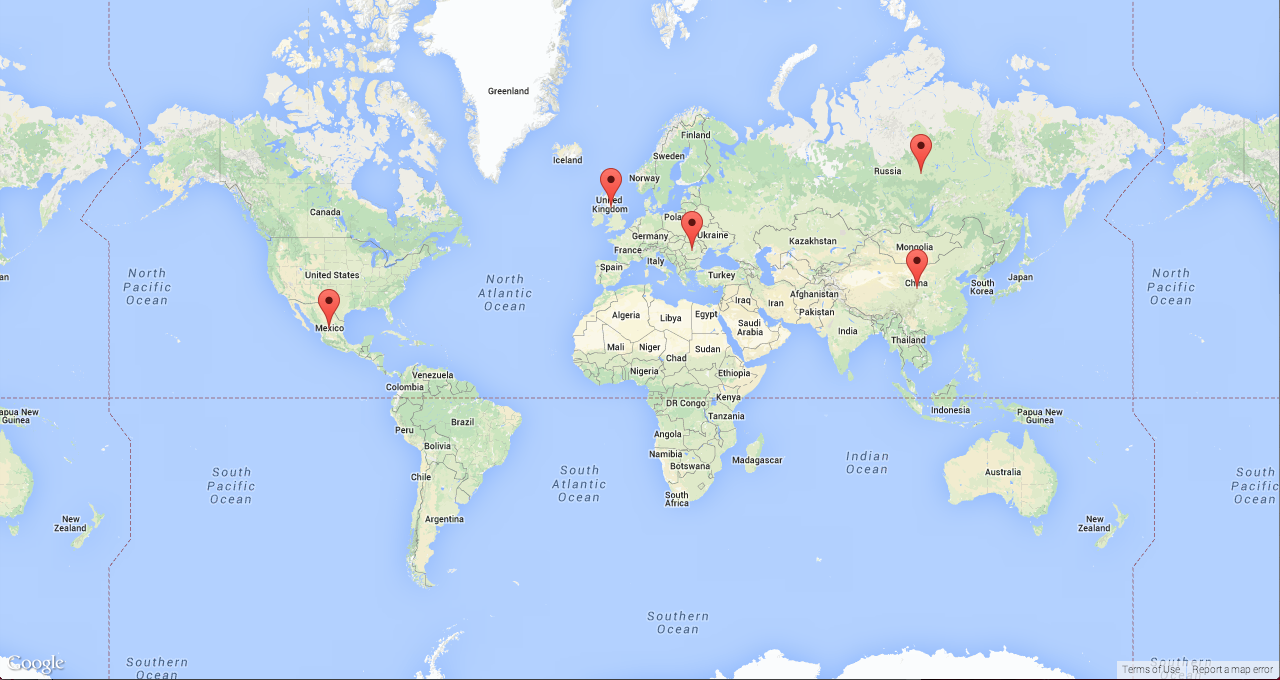 Greenland
Finland
Iceland
Sweden
Russia
Norway
United
Kingdom
Canada
Ukraine
Germany
Kazakhstan
Mongolia
France
Italy
Spain
United States
Turkey
China
Japan
South
Korea
North
Pacific
Ocean
North
Atlantic
Ocean
North
Pacific
Ocean
Afghanistan
Iraq
Iran
Pakistan
Algeria
Libya
Egypt
Saudi
Arabia
Mexico
India
Thailand
Mali
Niger
Sudan
Chad
Nigeria
Ethiopia
Venezuela
Colombia
Kenya
DR Congo
Indonesia
apua New
Guinea
Papua New
Guinea
Tanzania
Peru
Brazil
Angola
Bolivia
Namibia
Botswana
Madagascar
Indian
Ocean
Chile
Australia
South
Pacific
Ocean
South
Atlantic
Ocean
South
Pacific
Ocean
South
Africa
Argentina
New
Zealand
New
Zealand
Southern
Ocean
Southern
Ocean
Google
Terms of Use
Report a map error